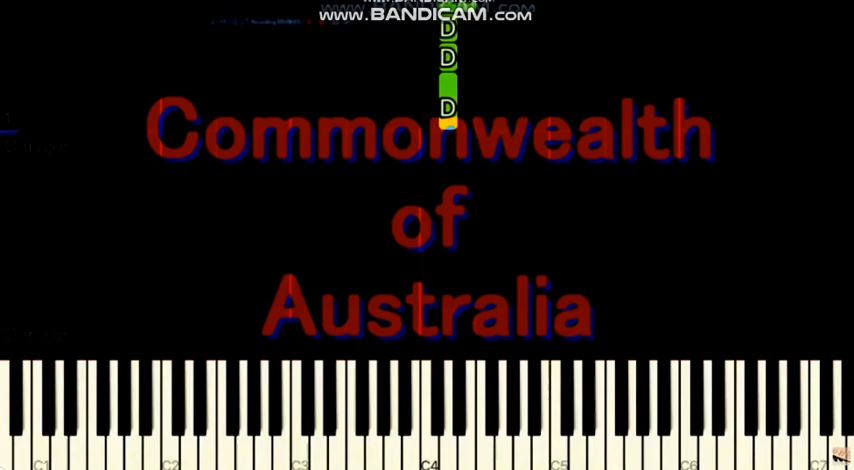 www.BANDICAM.com
D
D
D
Commonwealth
of
Australia
C1 C2 C3 C4 C5 C6 C7